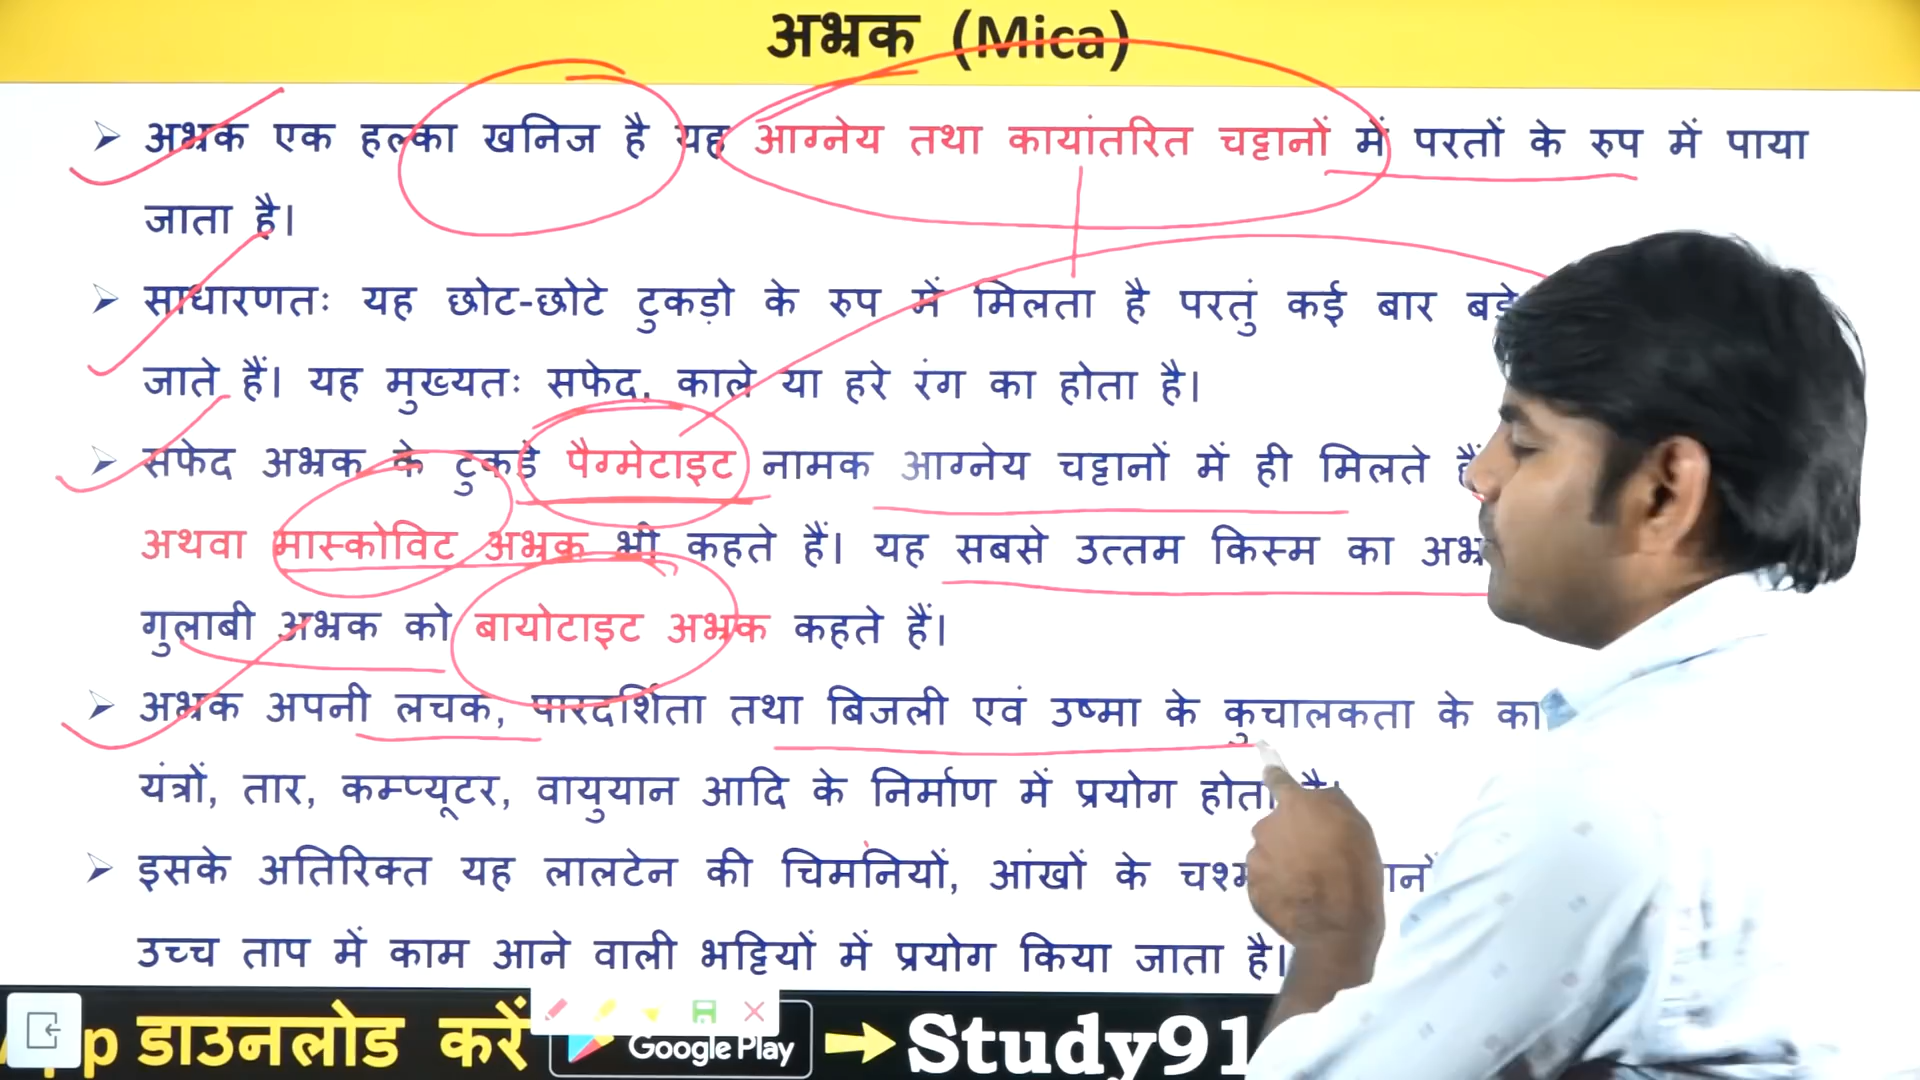 अभ्रक (Mica)
अभ्रक एक हल्का खनिज है यह आग्नेय तथा कायांतरित चट्टानों में परतों के रुप में पाया
जाता है।
साधारणतः यह छोट-छोटे टुकड़ो के रुप में मिलता है परतुं कई बार बड़े
जाते हैं। यह मुख्यतः सफेद, काले या हरे रंग का होता है।
सफेद अभ्रक के टुकडे पैग्मेटाइट नामक आग्नेय चट्टानों में ही मिलते हैं
अथवा मास्कोविट अभ्रक भी कहते हैं। यह सबसे उत्तम किस्म का
गुलाबी अभ्रक को बायोटाइट अभ्रक कहते हैं।
अभ्रक अपनी लचक, पारदर्शिता तथा बिजली एवं उष्मा के कुचालकता के
यंत्रों, तार, कम्प्यूटर, वायुयान आदि के निर्माण में प्रयोग होता है।
इसके अतिरिक्त यह लालटेन की चिमनियों, आंखों के
उच्च ताप में काम आने वाली भट्टियों में प्रयोग किया जाता है।
डाउनलोड करें Google Play Study91